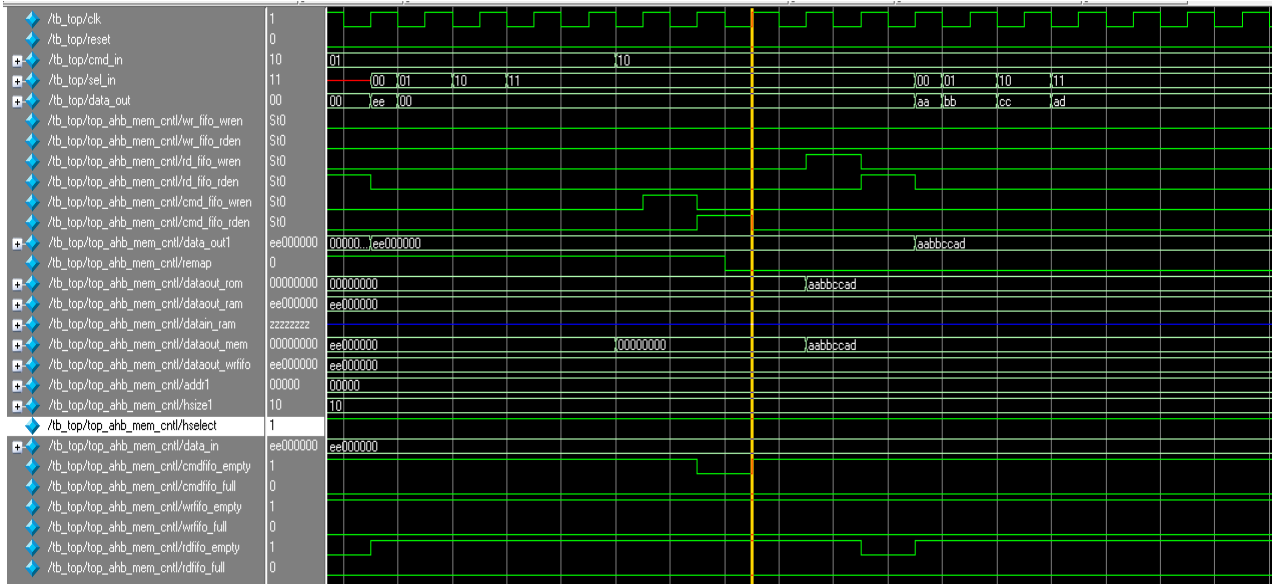 /tb_top/clk 1
/tb_top/reset 0
/tb_top/cmd_in 10 01 10
/tb_top/sel_in 11 00 01 10 11 00 01 10 11
/tb_top/data_out 00 00 ee 00 aa bb cc ad
/tb_top/top_ahb_mem_cntl/wr_fifo_wren St0
/tb_top/top_ahb_mem_cntl/wr_fifo_rden St0
/tb_top/top_ahb_mem_cntl/rd_fifo_wren St0
/tb_top/top_ahb_mem_cntl/rd_fifo_rden St0
/tb_top/top_ahb_mem_cntl/cmd_fifo_wren St0
/tb_top/top_ahb_mem_cntl/cmd_fifo_rden St0
/tb_top/top_ahb_mem_cntl/data_out1 ee000000 00000... ee000000 aabbccad
/tb_top/top_ahb_mem_cntl/remap 0
/tb_top/top_ahb_mem_cntl/dataout_rom 00000000 00000000 aabbccad
/tb_top/top_ahb_mem_cntl/dataout_ram ee000000 ee000000
/tb_top/top_ahb_mem_cntl/datain_ram zzzzzzzz
/tb_top/top_ahb_mem_cntl/dataout_mem 00000000 ee000000 00000000 aabbccad
/tb_top/top_ahb_mem_cntl/dataout_wrfifo ee000000 ee000000
/tb_top/top_ahb_mem_cntl/addr1 00000 00000
/tb_top/top_ahb_mem_cntl/hsize1 10 10
/tb_top/top_ahb_mem_cntl/hselect 1
/tb_top/top_ahb_mem_cntl/data_in ee000000 ee000000
/tb_top/top_ahb_mem_cntl/cmdfifo_empty 1
/tb_top/top_ahb_mem_cntl/cmdfifo_full 0
/tb_top/top_ahb_mem_cntl/wrfifo_empty 1
/tb_top/top_ahb_mem_cntl/wrfifo_full 0
/tb_top/top_ahb_mem_cntl/rdfifo_empty 1
/tb_top/top_ahb_mem_cntl/rdfifo_full 0